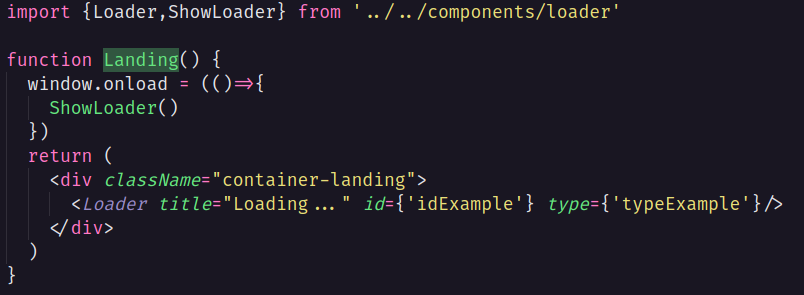 import {Loader,ShowLoader} from '../../components/loader'
function Landing() {
window.onload = (()=>{
ShowLoader()
})
return (
<div className="container-landing">
<Loader title="Loading..." id={'idExample'} type={'typeExample'}/>
</div>
)
}